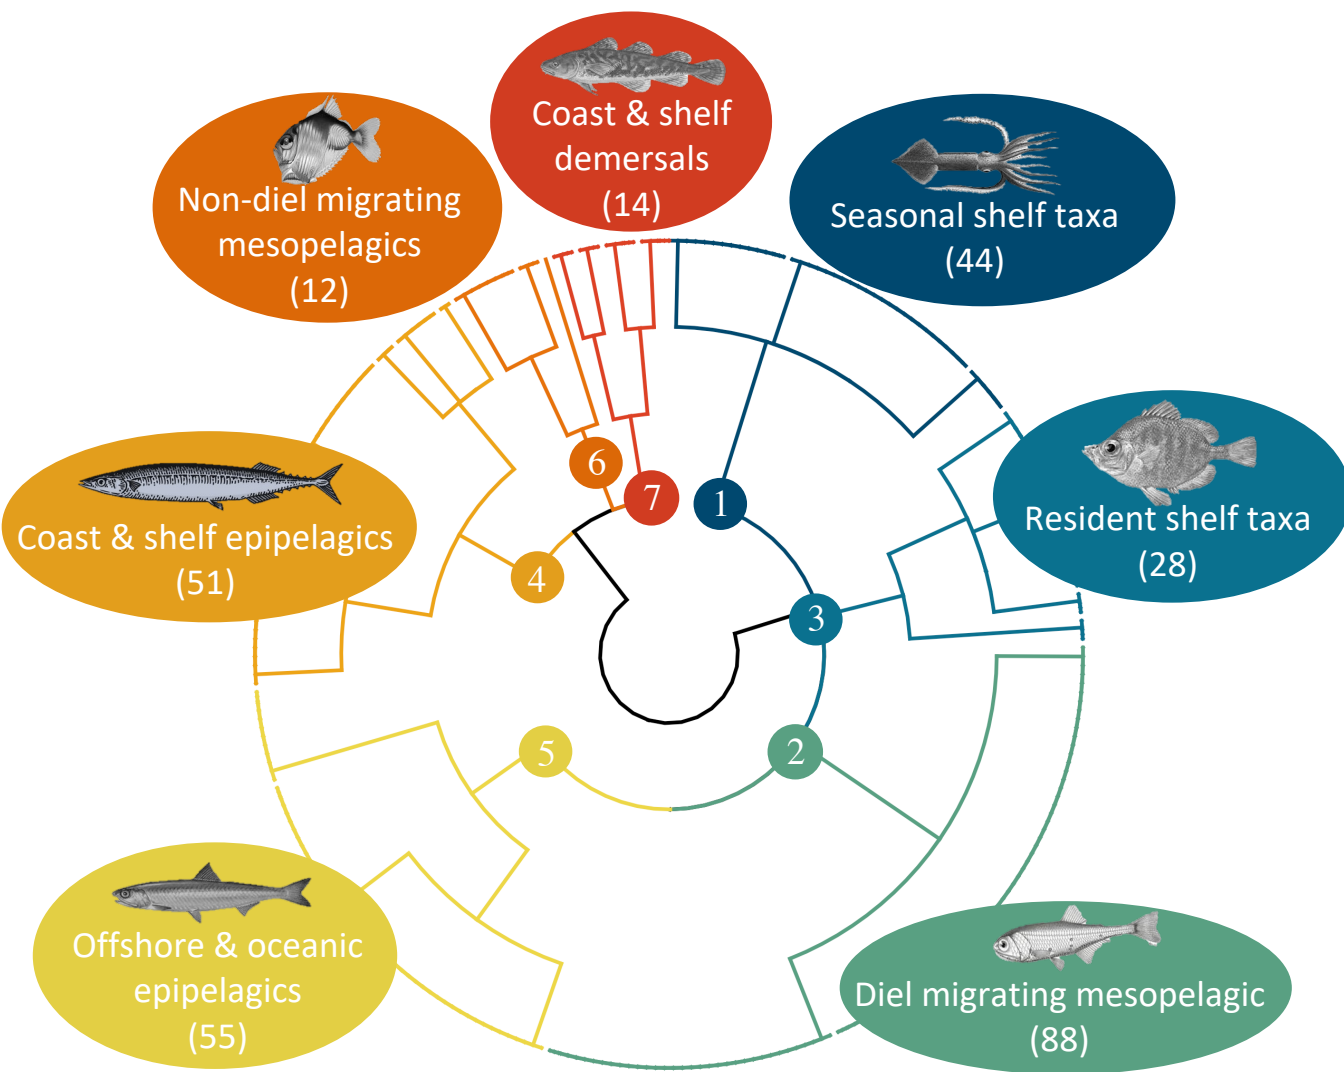 Coast & shelf
demersals
(14)
Non-diel migrating
mesopelagics
(12)
Seasonal shelf taxa
(44)
Coast & shelf epipelagics
(51)
Resident shelf taxa
(28)
6
7
1
4
3
5
2
Offshore & oceanic
epipelagics
(55)
Diel migrating mesopelagic
(88)